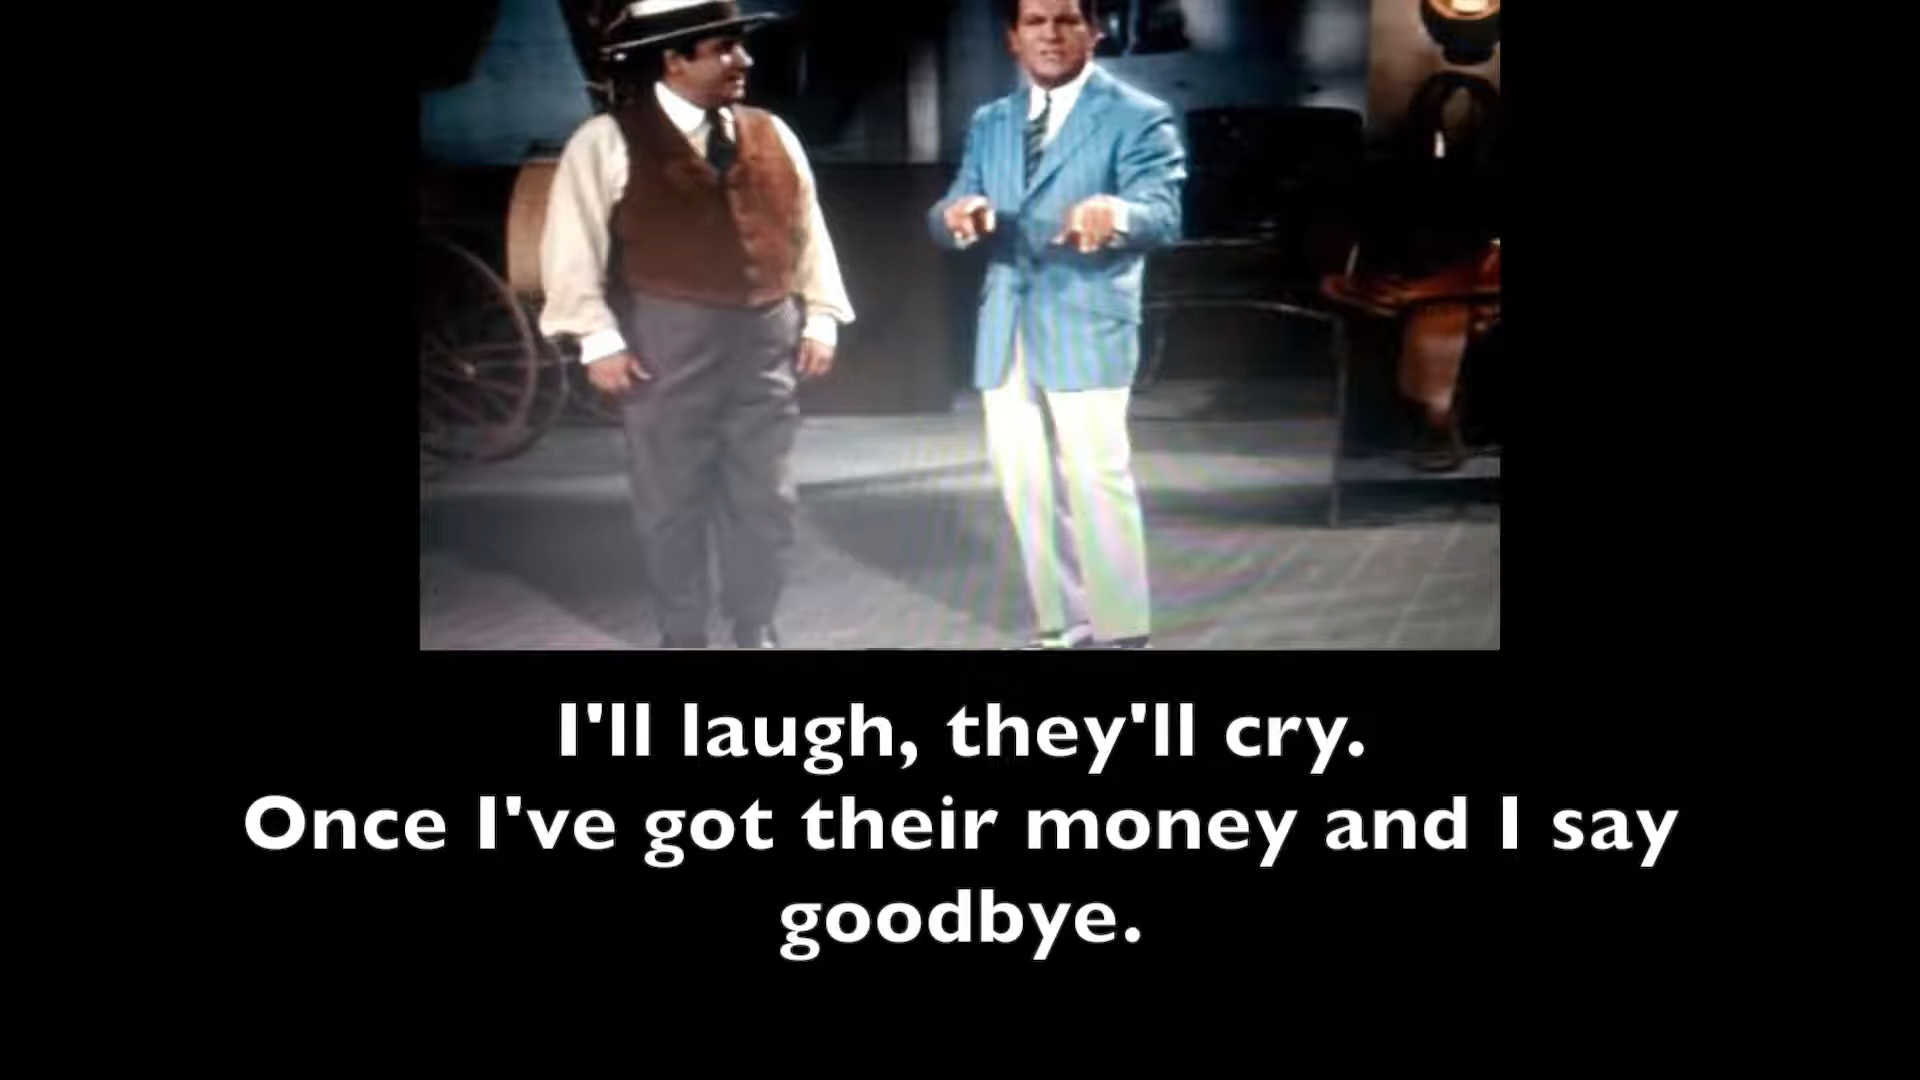 I'll laugh, they'll cry.
Once I've got their money and I say
goodbye.